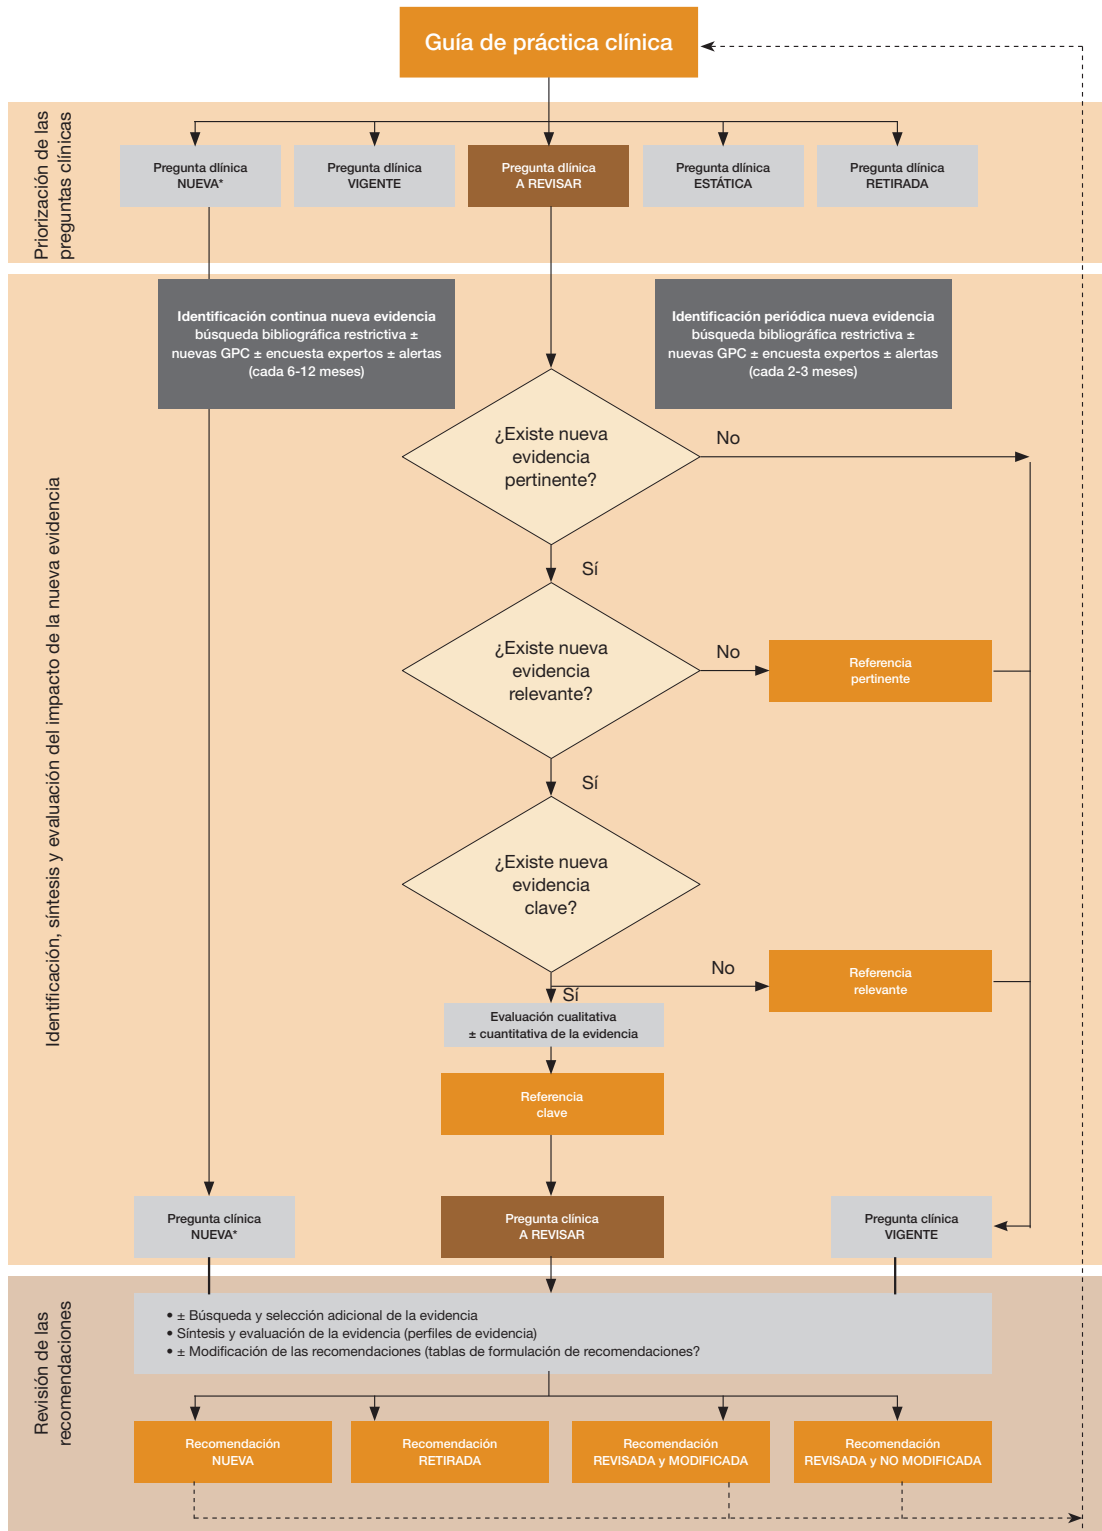 Guía de práctica clínica
Priorización de las
preguntas clínicas
Pregunta dlínica
NUEVA*
Pregunta dlínica
VIGENTE
Pregunta dlínica
A REVISAR
Pregunta dlínica
ESTÁTICA
Pregunta dlínica
RETIRADA
Identificación, síntesis y evaluación del impacto de la nueva evidencia
Identificación continua nueva evidencia
búsqueda bibliográfica restrictiva ±
nuevas GPC ± encuesta expertos ± alertas
(cada 6-12 meses)
Identificación periódica nueva evidencia
búsqueda bibliográfica restrictiva ±
nuevas GPC ± encuesta expertos ± alertas
(cada 2-3 meses)
¿Existe nueva
evidencia
pertinente?
No
Sí
¿Existe nueva
evidencia
relevante?
No
Referencia
pertinente
Sí
¿Existe nueva
evidencia
clave?
No
Referencia
relevante
Sí
Evaluación cualitativa
± cuantitativa de la evidencia
Referencia
clave
Pregunta clínica
NUEVA*
Pregunta clínica
A REVISAR
Pregunta clínica
VIGENTE
Revisión de las
recomendaciones
• ± Búsqueda y selección adicional de la evidencia
• Síntesis y evaluación de la evidencia (perfiles de evidencia)
• ± Modificación de las recomendaciones (tablas de formulación de recomendaciones?
Recomendación
NUEVA
Recomendación
RETIRADA
Recomendación
REVISADA y MODIFICADA
Recomendación
REVISADA y NO MODIFICADA